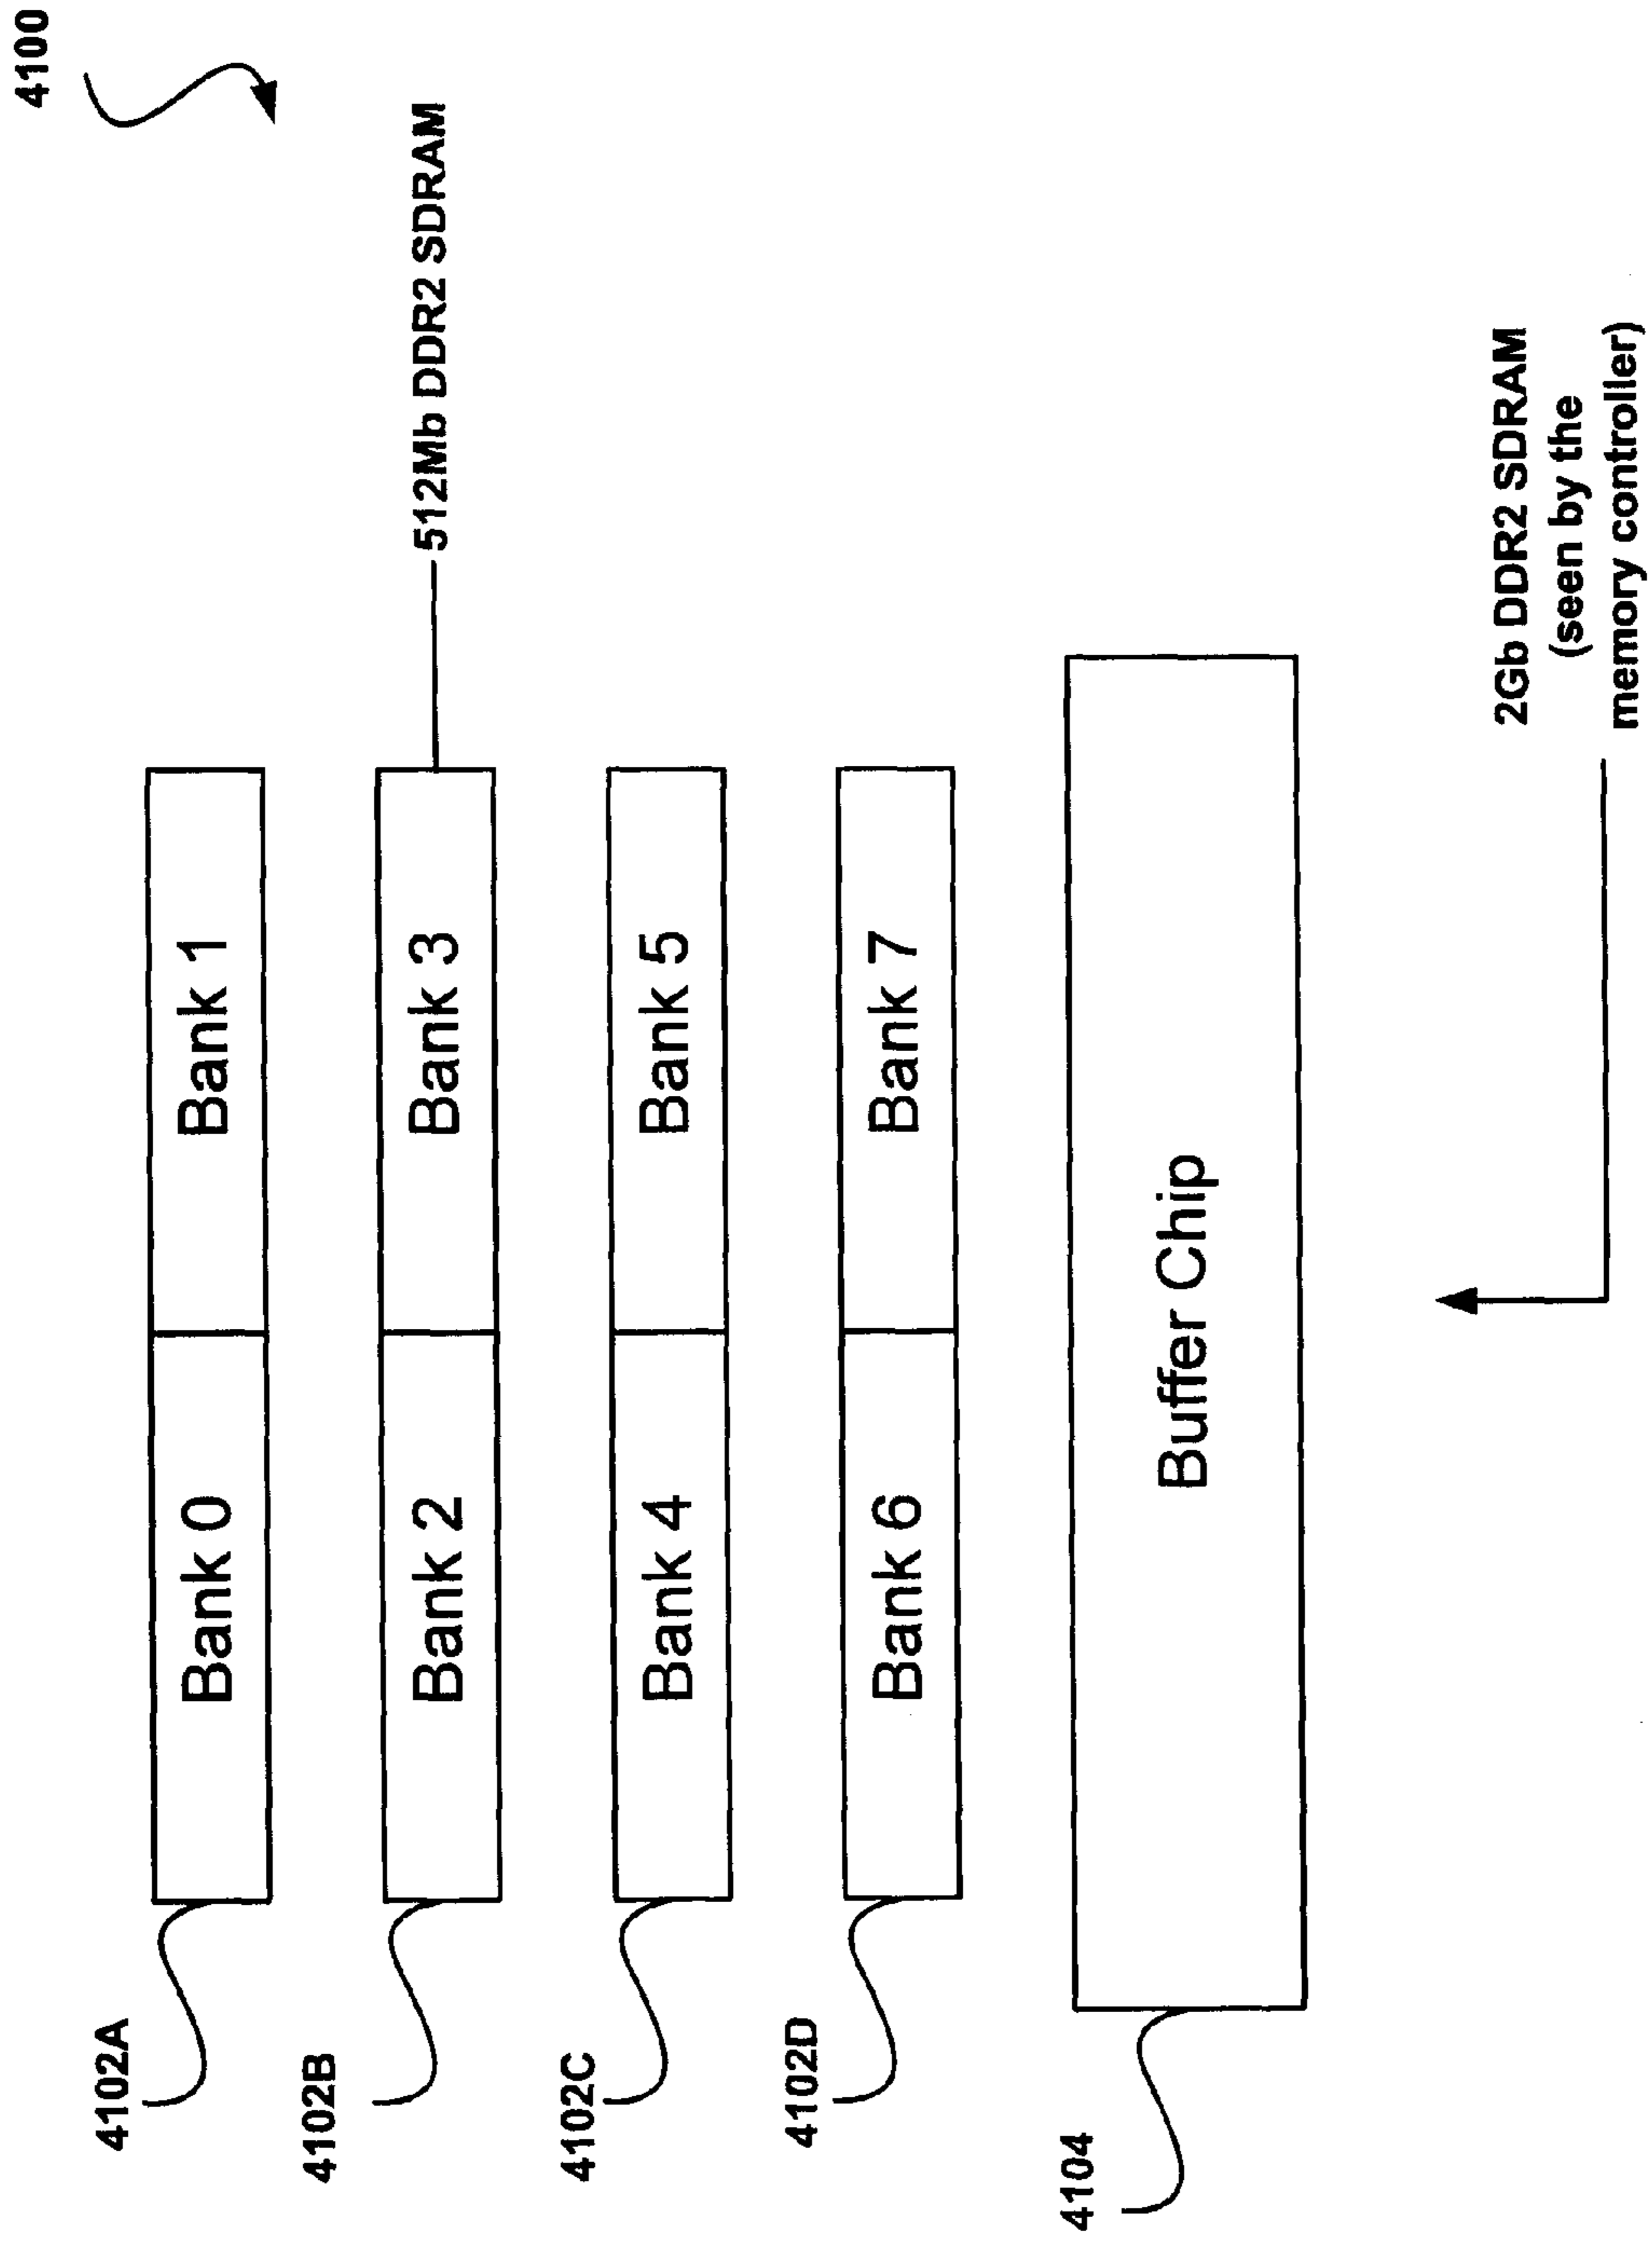 4100
4102A
Bank 0
Bank 1
4102B
Bank 2
Bank 3
512Mb DDR2 SDRAM
4102C
Bank 4
Bank 5
4102D
Bank 6
Bank 7
4104
Buffer Chip
2Gb DDR2 SDRAM
(seen by the
memory controller)